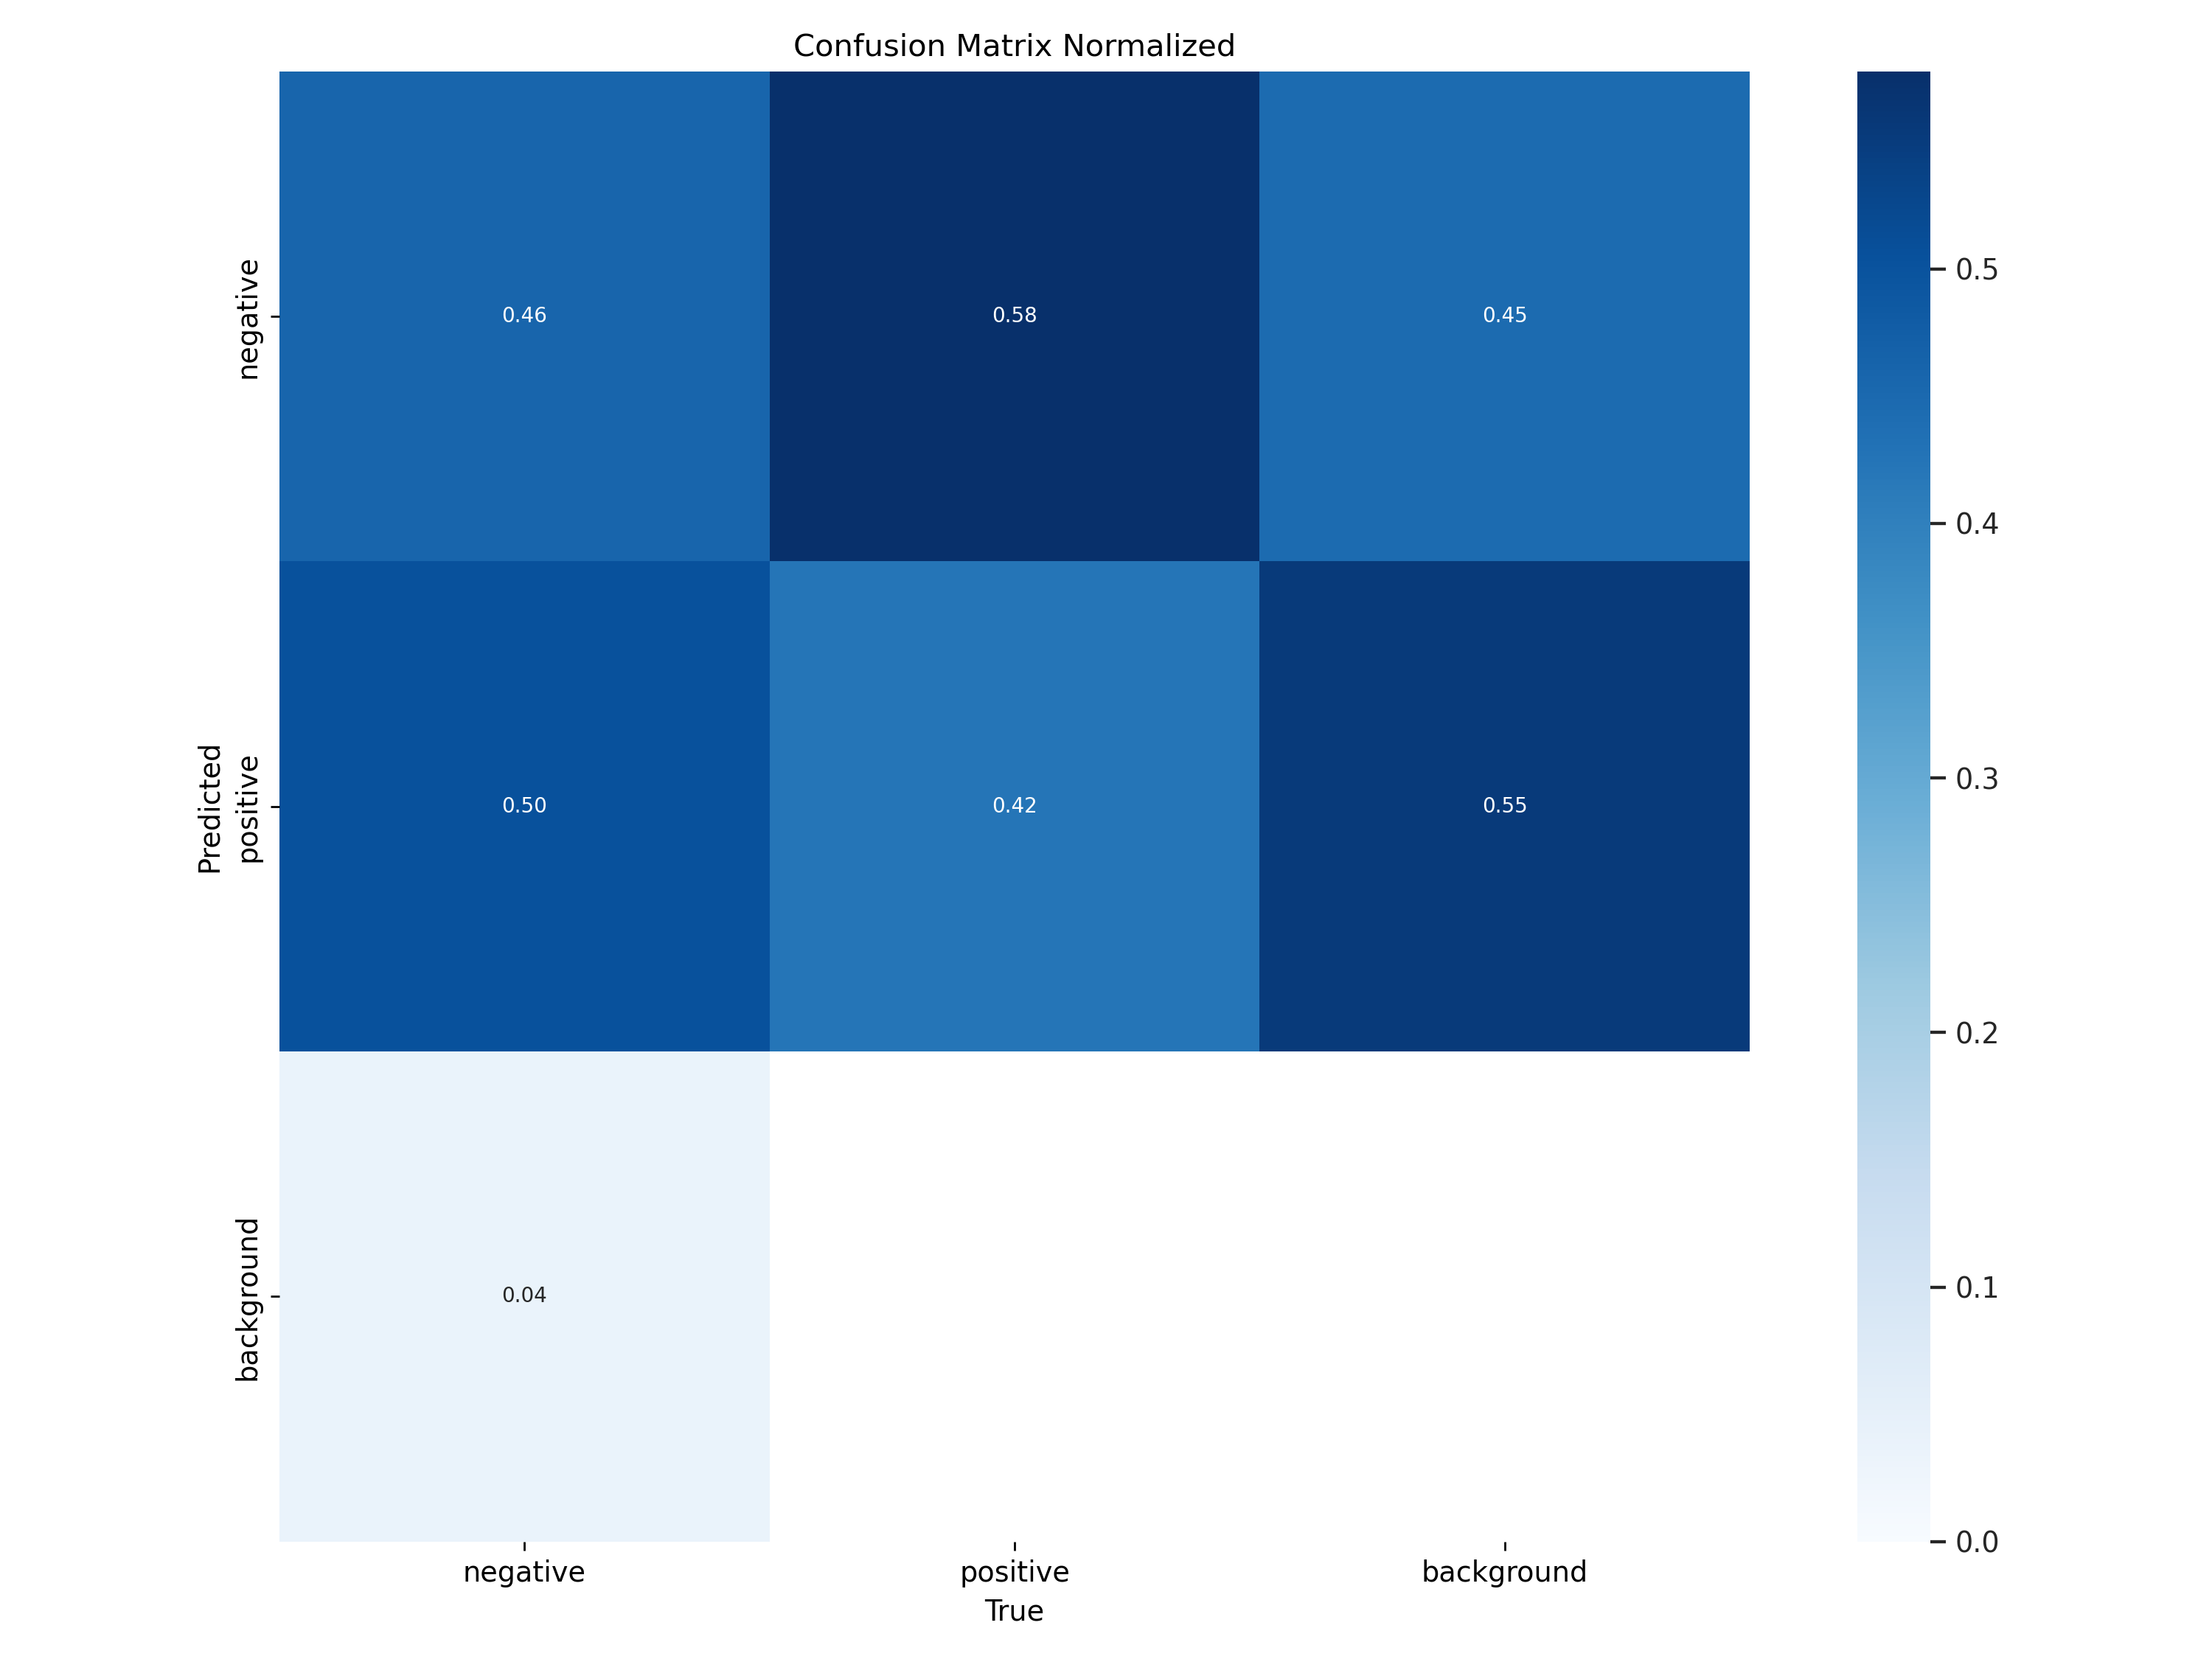 Confusion Matrix Normalized
negative
0.46
0.58
0.45
0.5
0.4
Predicted
positive
0.50
0.42
0.55
0.3
0.2
background
0.04
0.1
0.0
negative
positive
background
True